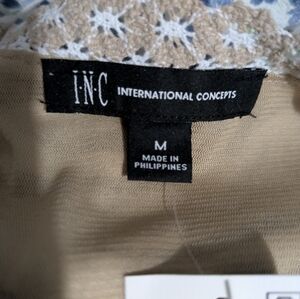 I·N·C INTERNATIONAL CONCEPTS
M
MADE IN
PHILIPPINES